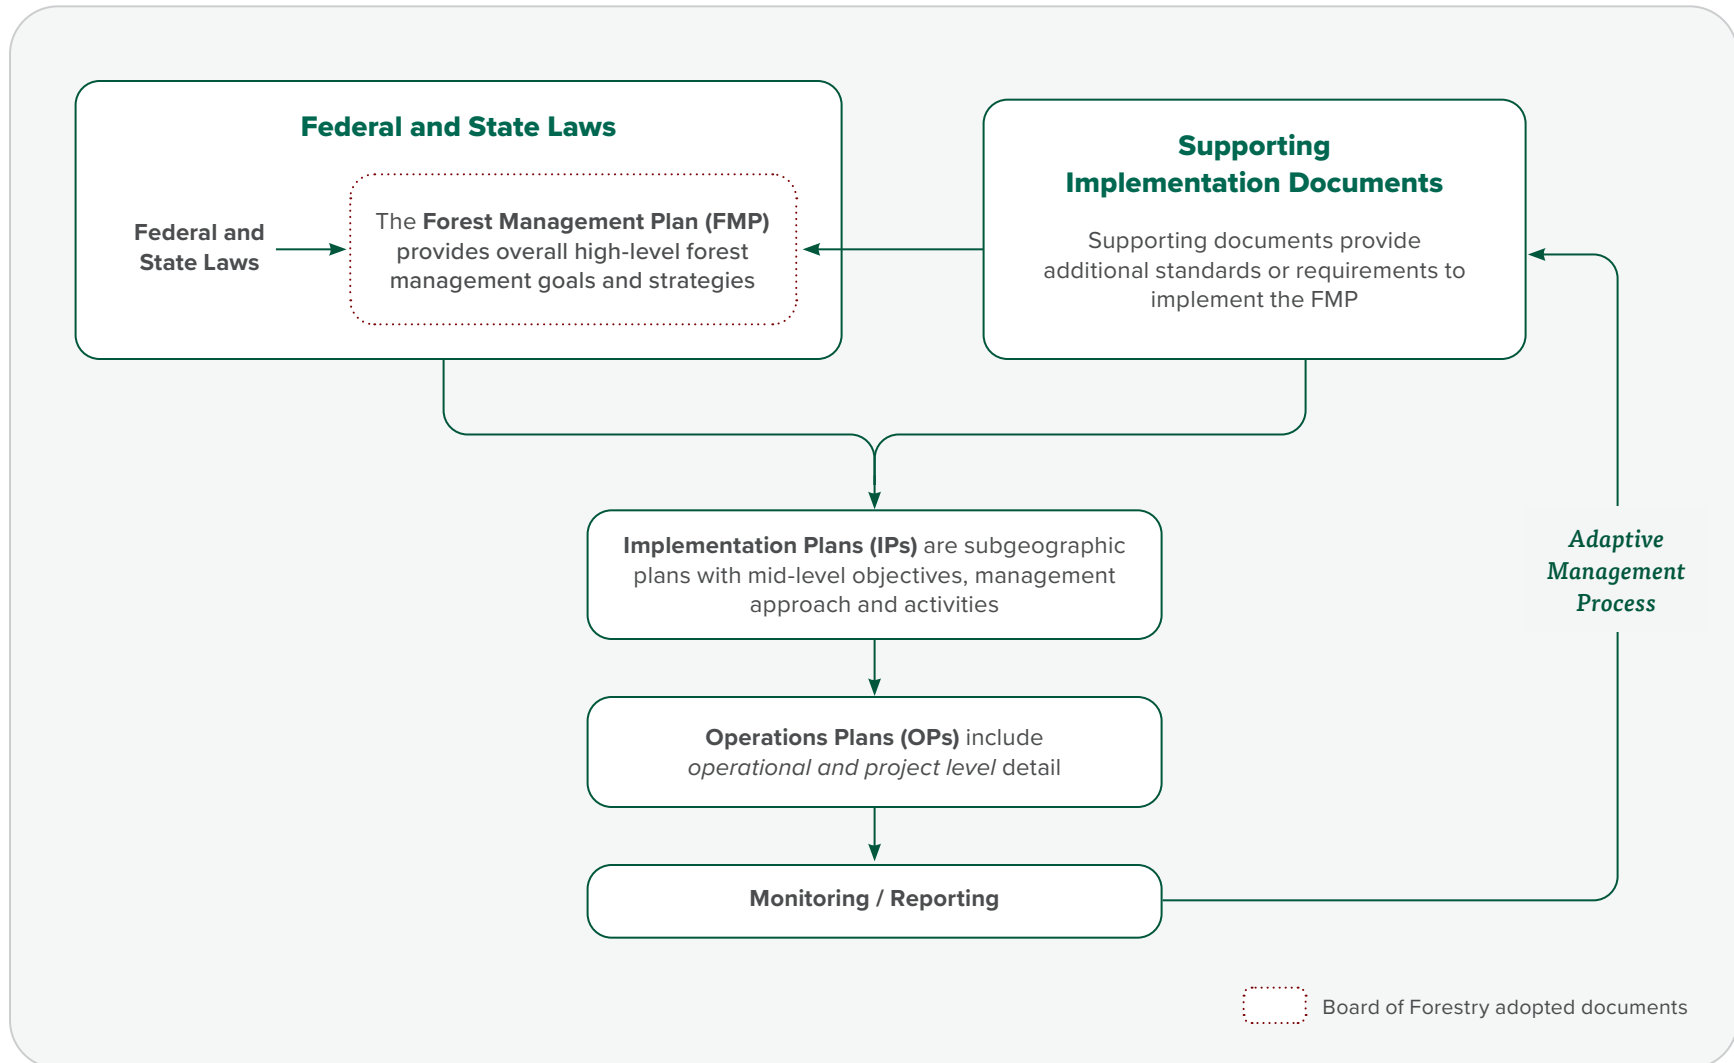 Federal and State Laws
Federal and
State Laws
The Forest Management Plan (FMP)
provides overall high-level forest
management goals and strategies
Supporting
Implementation Documents
Supporting documents provide
additional standards or requirements to
implement the FMP
Implementation Plans (IPs) are subgeographic
plans with mid-level objectives, management
approach and activities
Adaptive
Management
Process
Operations Plans (OPs) include
operational and project level detail
Monitoring / Reporting
Board of Forestry adopted documents